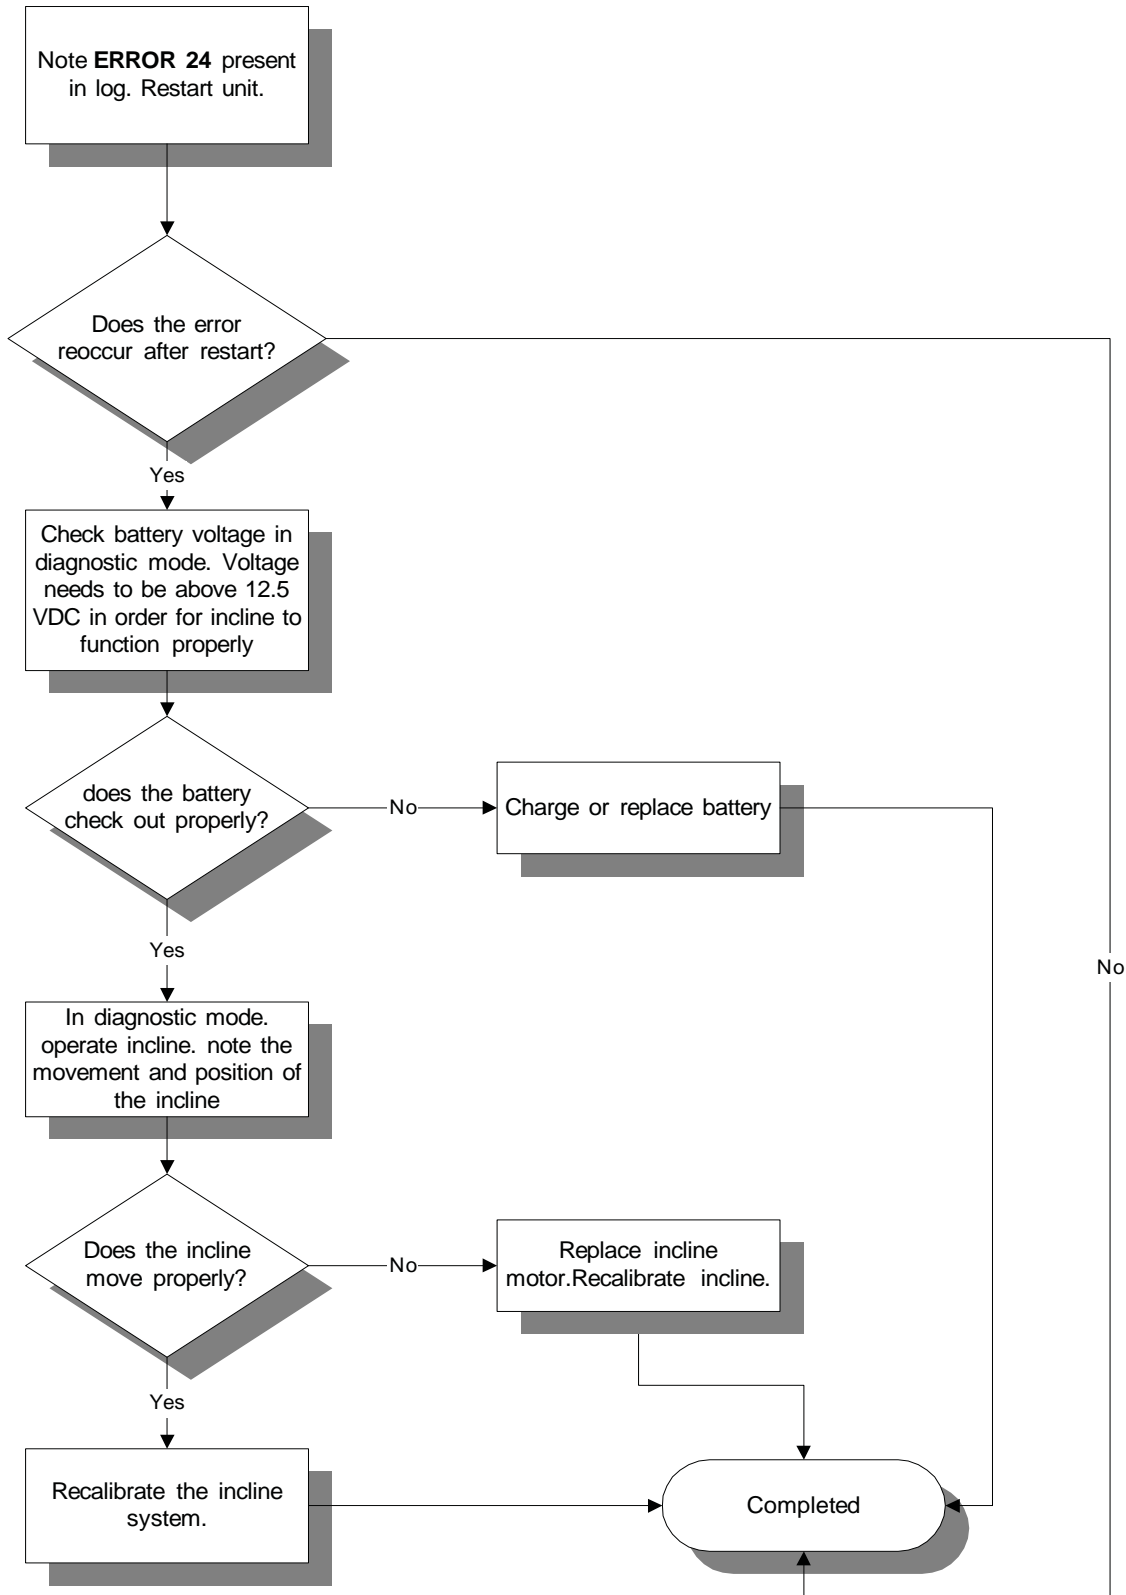 Note ERROR 24 present
in log. Restart unit.
Does the error
reoccur after restart?
Yes
Check battery voltage in
diagnostic mode. Voltage
needs to be above 12.5
VDC in order for incline to
function properly
does the battery
check out properly?
No
Charge or replace battery
Yes
No
In diagnostic mode.
operate incline. note the
movement and position of
the incline
Does the incline
move properly?
No
Replace incline
motor.Recalibrate incline.
Yes
Recalibrate the incline
system.
Completed